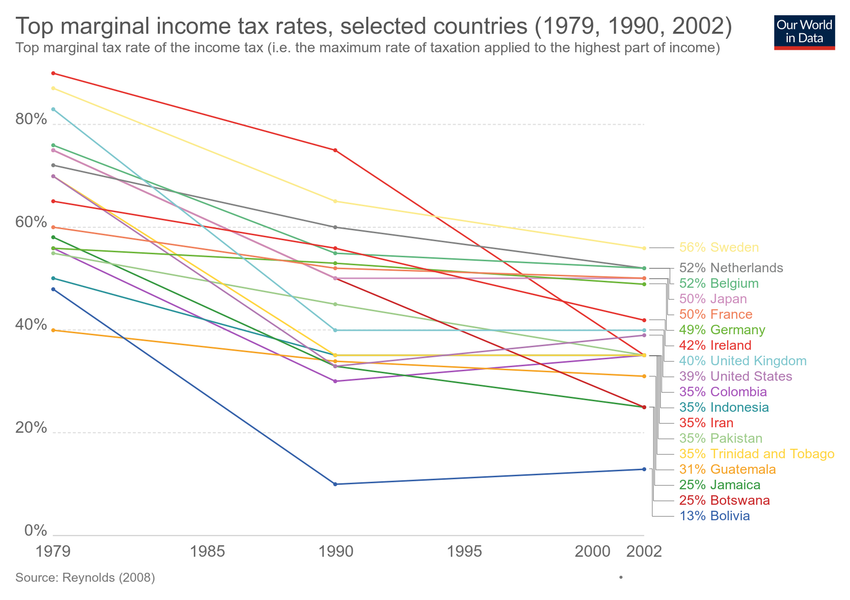 Top marginal income tax rates, selected countries (1979, 1990, 2002)
Top marginal tax rate of the income tax (i.e. the maximum rate of taxation applied to the highest part of income)
Our World
in Data
80%
60%
40%
20%
0%
1979
1985
1990
1995
2000
2002
56% Sweden
52% Netherlands
52% Belgium
50% Japan
50% France
49% Germany
42% Ireland
40% United Kingdom
39% United States
35% Colombia
35% Indonesia
35% Iran
35% Pakistan
35% Trinidad and Tobago
31% Guatemala
25% Jamaica
25% Botswana
13% Bolivia
Source: Reynolds (2008)